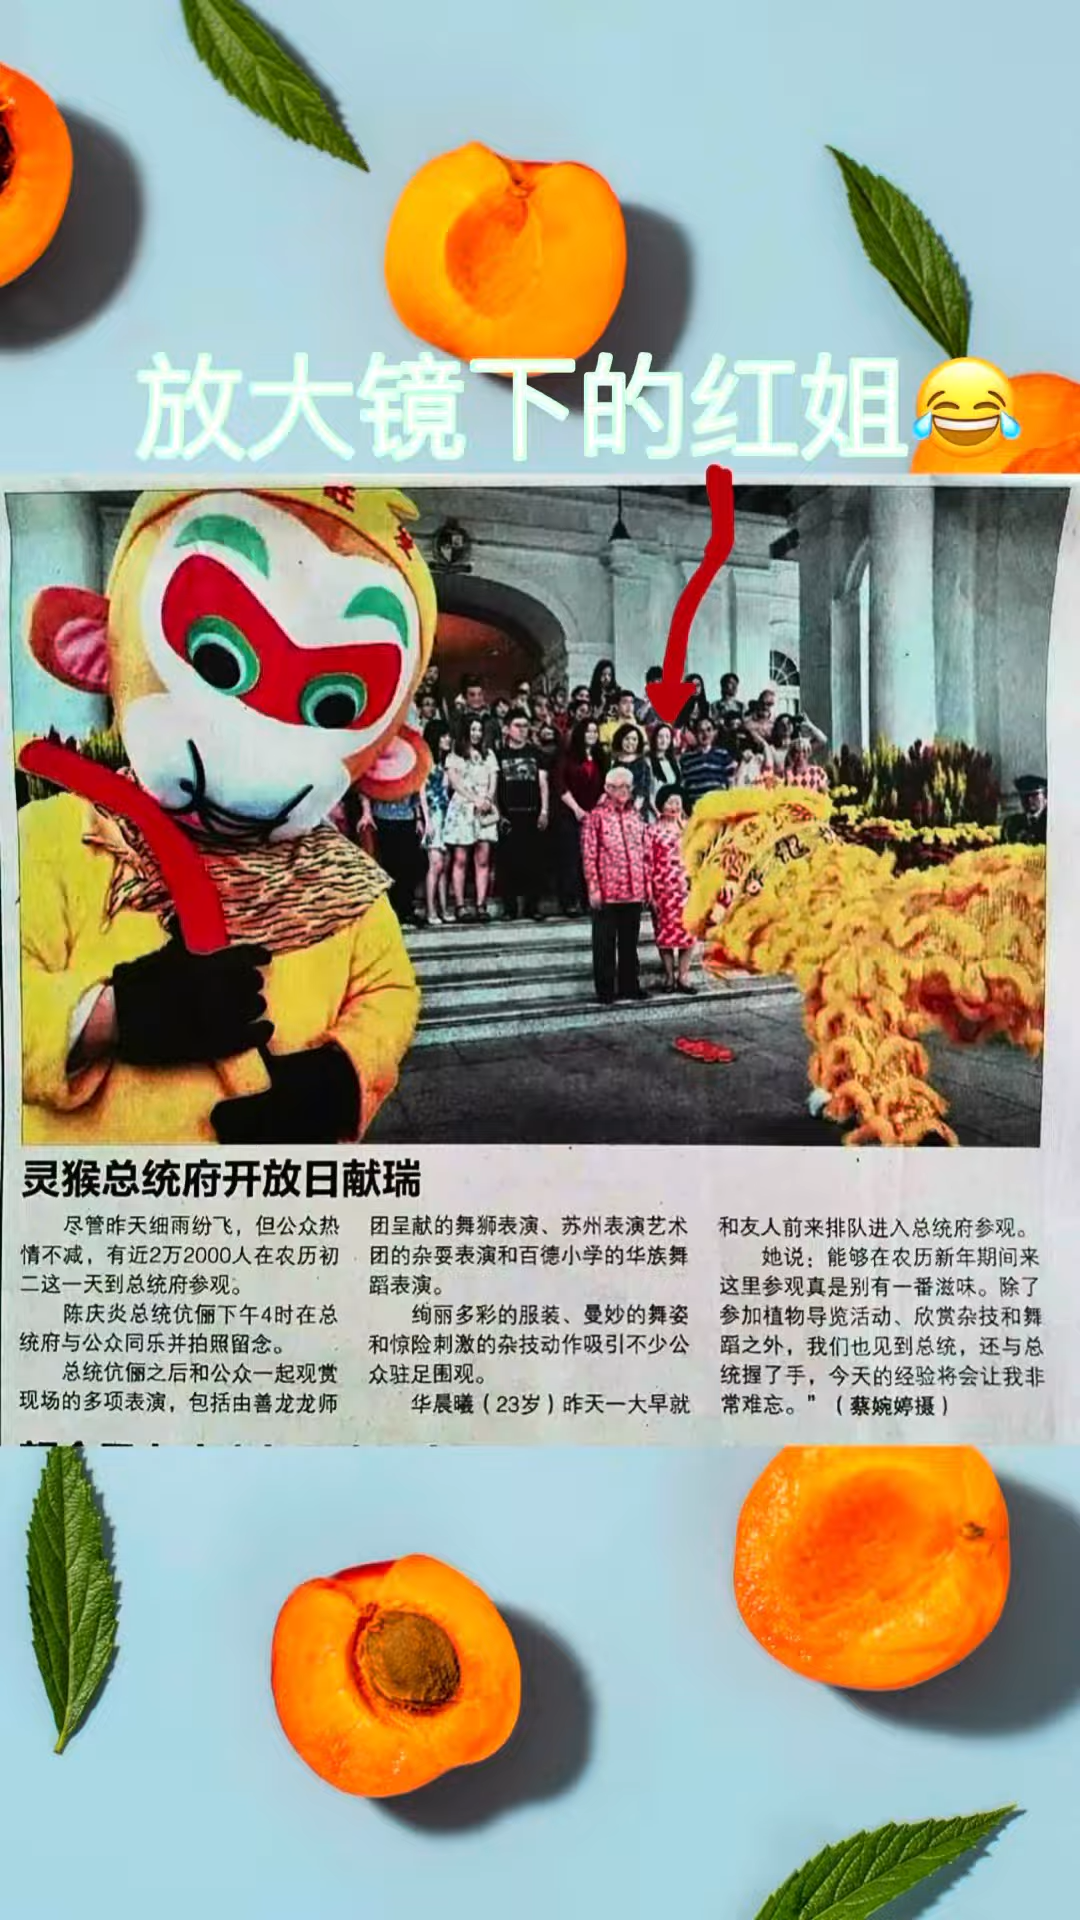 放大镜下的红姐😂
灵猴总统府开放日献瑞
尽管昨天细雨纷飞，但公众热
情不减，有近2万2000人在农历初
二这一天到总统府参观。
陈庆炎总统伉俪下午4时在总
统府与公众同乐并拍照留念。
总统伉俪之后和公众一起观赏
现场的多项表演，包括由善龙龙师
团呈献的舞狮表演、苏州表演艺术
团的杂耍表演和百德小学的华族舞
蹈表演。
绚丽多彩的服装、曼妙的舞姿
和惊险刺激的杂技动作吸引不少公
众驻足围观。
华晨曦（23岁）昨天一大早就
和友人前来排队进入总统府参观。
她说：能够在农历新年期间来
这里参观真是别有一番滋味。除了
参加植物导览活动、欣赏杂技和舞
蹈之外，我们也见到总统，还与总
统握了手，今天的经验将会让我非
常难忘。”（蔡婉婷摄）